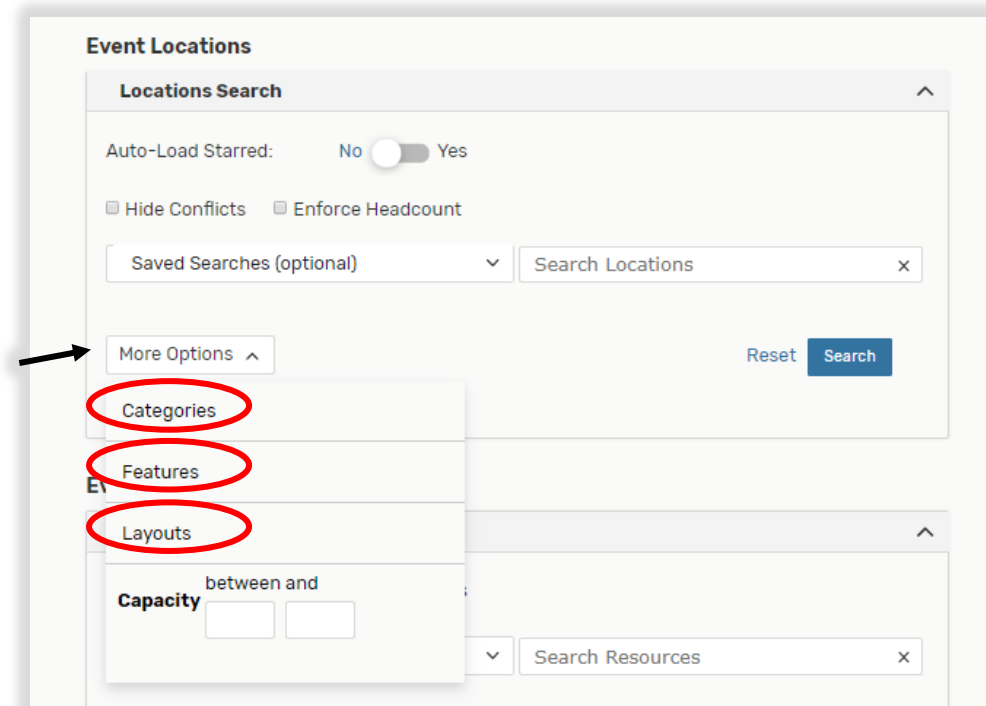 Event Locations
Locations Search
Auto-Load Starred: No Yes
Hide Conflicts Enforce Headcount
Saved Searches (optional) Search Locations
More Options Reset Search
Categories
Features
Layouts
between and
Capacity
Search Resources